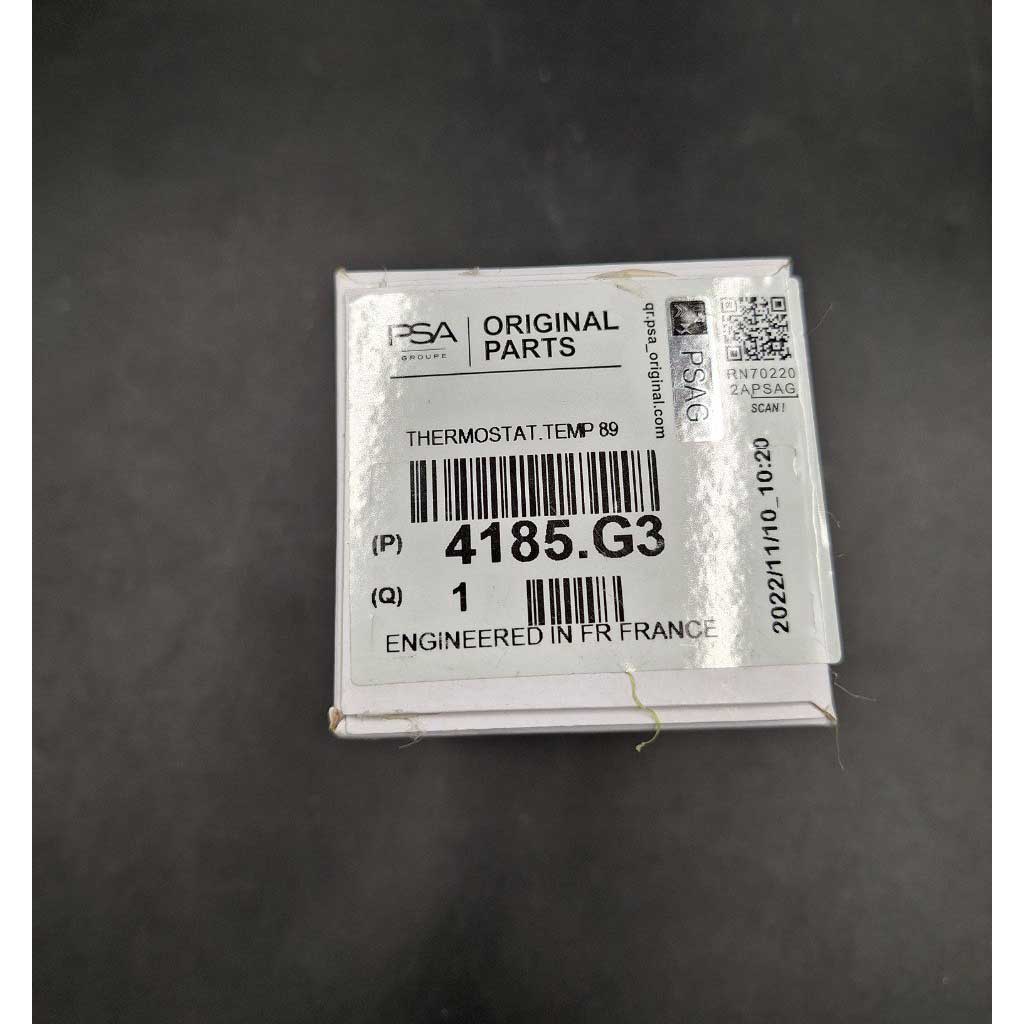 PSA
GROUPE
ORIGINAL
PARTS
THERMOSTAT.TEMP 89
(P) 4185.G3
(Q) 1
ENGINEERED IN FR FRANCE
qr.psa_original.com
PSAG
RN70220
2APSAG
SCAN!
2022/11/10_10:20